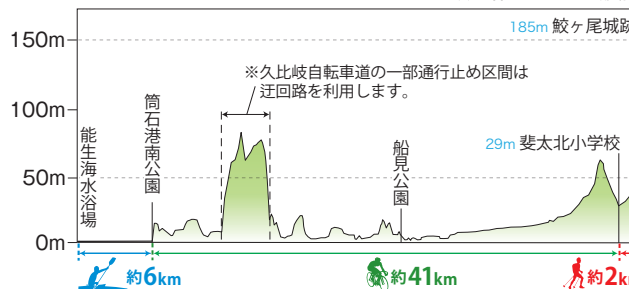 150m
185m 鮫ヶ尾城跡
※久比岐自転車道の一部通行止め区間は
迂回路を利用します。
100m
能生海水浴場
筒石港南公園
船見公園
29m 斐太北小学校
50m
0m
約6km
約41km
約2k